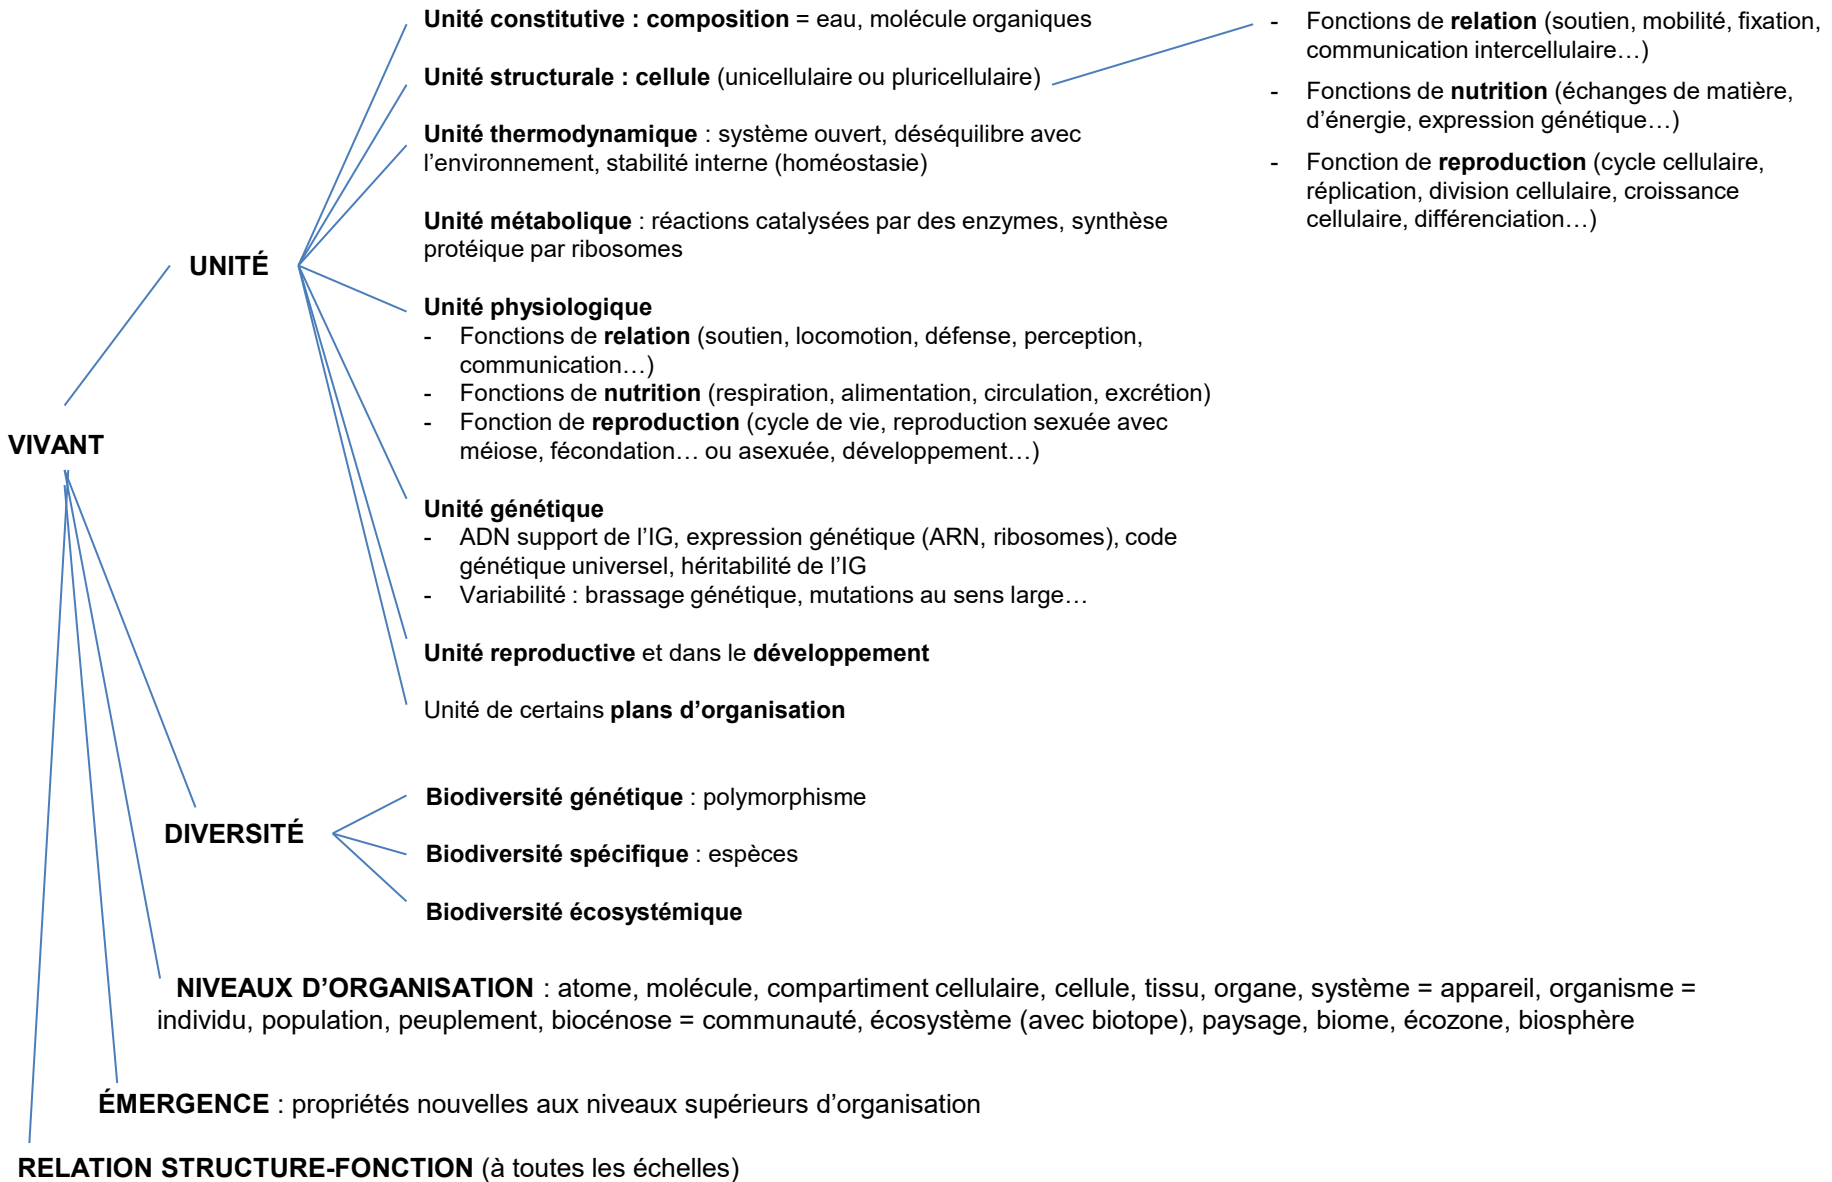 Unité constitutive : composition = eau, molécule organiques
Unité structurale : cellule (unicellulaire ou pluricellulaire)
- Fonctions de relation (soutien, mobilité, fixation,
communication intercellulaire…)
- Fonctions de nutrition (échanges de matière,
d’énergie, expression génétique…)
- Fonction de reproduction (cycle cellulaire,
réplication, division cellulaire, croissance
cellulaire, différenciation…)
Unité thermodynamique : système ouvert, déséquilibre avec
l’environnement, stabilité interne (homéostasie)
Unité métabolique : réactions catalysées par des enzymes, synthèse
protéique par ribosomes
UNITÉ
Unité physiologique
- Fonctions de relation (soutien, locomotion, défense, perception,
communication…)
- Fonctions de nutrition (respiration, alimentation, circulation, excrétion)
- Fonction de reproduction (cycle de vie, reproduction sexuée avec
méiose, fécondation… ou asexuée, développement…)
VIVANT
Unité génétique
- ADN support de l’IG, expression génétique (ARN, ribosomes), code
génétique universel, héritabilité de l’IG
- Variabilité : brassage génétique, mutations au sens large…
Unité reproductive et dans le développement
Unité de certains plans d’organisation
DIVERSITÉ
Biodiversité génétique : polymorphisme
Biodiversité spécifique : espèces
Biodiversité écosystémique
NIVEAUX D’ORGANISATION : atome, molécule, compartiment cellulaire, cellule, tissu, organe, système = appareil, organisme =
individu, population, peuplement, biocénose = communauté, écosystème (avec biotope), paysage, biome, écozone, biosphère
ÉMERGENCE : propriétés nouvelles aux niveaux supérieurs d’organisation
RELATION STRUCTURE-FONCTION (à toutes les échelles)